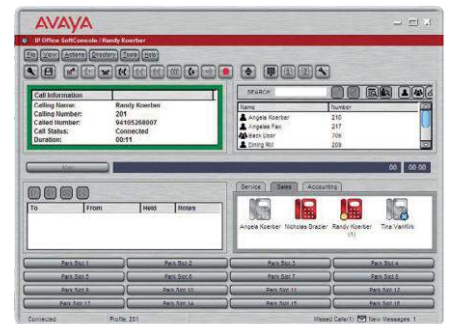 AVAYA
IP Office SoftConsole / Randy Koerber
File View Actions Directory Tools Help
Call Information
Calling Name: Randy Koerber
Calling Number: 201
Called Number: 94105268007
Call Status: Connected
Duration: 00:11
SEARCH
Name Number
Angela Koerber 210
Angelas Fax 217
Back Door 706
Dining RM 209
Main 00 00:00
Service Sales Accounting
To From Held Notes
Angela Koerber Nicholas Brazier Randy Koerber Tina VanKirk
(1)
Park Slot 1 Park Slot 2 Park Slot 3 Park Slot 4
Park Slot 5 Park Slot 6 Park Slot 7 Park Slot 8
Park Slot 9 Park Slot 10 Park Slot 11 Park Slot 12
Park Slot 13 Park Slot 14 Park Slot 15 Park Slot 16
Connected Profile: 201 Missed Calls(1) New Messages: 1